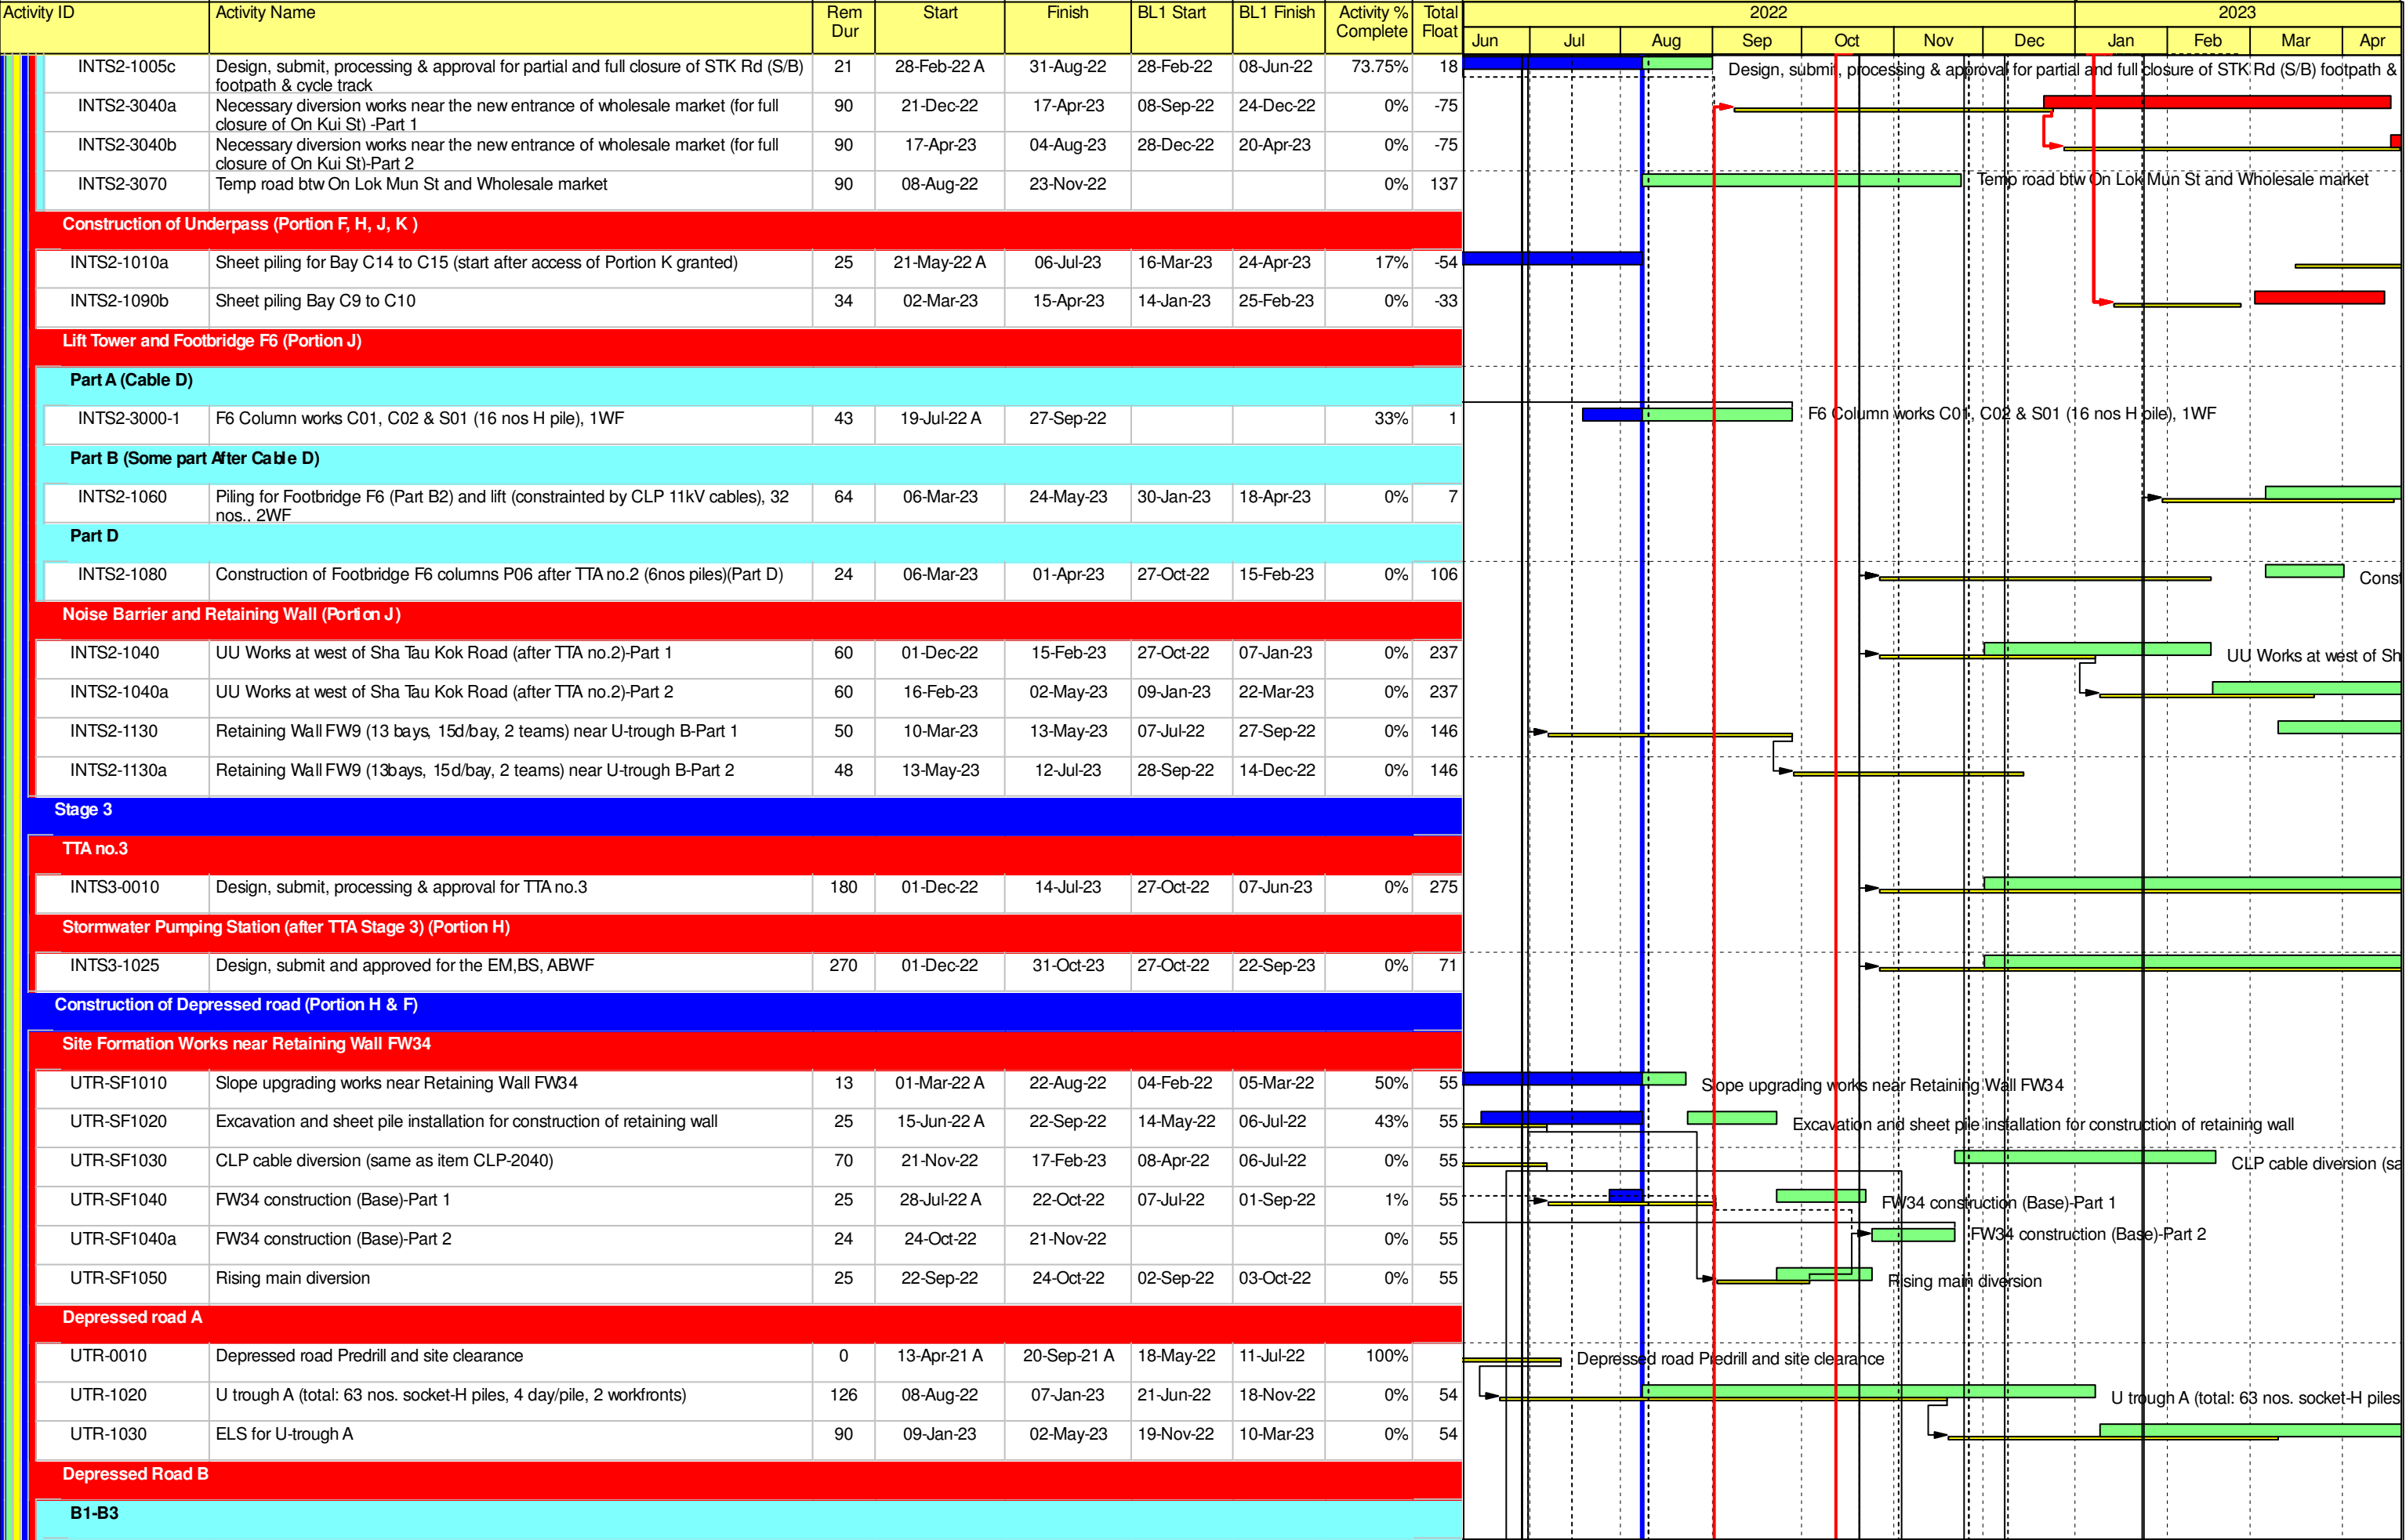 Activity ID Activity Name Rem Dur Start Finish BL1 Start BL1 Finish Activity % Complete Total Float 2022 2023
Jun Jul Aug Sep Oct Nov Dec Jan Feb Mar Apr
INTS2-1005c Design, submit, processing & approval for partial and full closure of STK Rd (S/B) footpath & cycle track 21 28-Feb-22 A 31-Aug-22 28-Feb-22 08-Jun-22 73.75% 18 Design, submit, processing & approval for partial and full closure of STK Rd (S/B) footpath &
INTS2-3040a Necessary diversion works near the new entrance of wholesale market (for full closure of On Kui St) -Part 1 90 21-Dec-22 17-Apr-23 08-Sep-22 24-Dec-22 0% -75
INTS2-3040b Necessary diversion works near the new entrance of wholesale market (for full closure of On Kui St)-Part 2 90 17-Apr-23 04-Aug-23 28-Dec-22 20-Apr-23 0% -75
INTS2-3070 Temp road btw On Lok Mun St and Wholesale market 90 08-Aug-22 23-Nov-22 0% 137 Temp road btw On Lok Mun St and Wholesale market
Construction of Underpass (Portion F, H, J, K )
INTS2-1010a Sheet piling for Bay C14 to C15 (start after access of Portion K granted) 25 21-May-22 A 06-Jul-23 16-Mar-23 24-Apr-23 17% -54
INTS2-1090b Sheet piling Bay C9 to C10 34 02-Mar-23 15-Apr-23 14-Jan-23 25-Feb-23 0% -33
Lift Tower and Footbridge F6 (Portion J)
Part A (Cable D)
INTS2-3000-1 F6 Column works C01, C02 & S01 (16 nos H pile), 1WF 43 19-Jul-22 A 27-Sep-22 33% 1 F6 Column works C01, C02 & S01 (16 nos H pile), 1WF
Part B (Some part After Cable D)
INTS2-1060 Piling for Footbridge F6 (Part B2) and lift (constrainted by CLP 11kV cables), 32 nos., 2WF 64 06-Mar-23 24-May-23 30-Jan-23 18-Apr-23 0% 7
Part D
INTS2-1080 Construction of Footbridge F6 columns P06 after TTA no.2 (6nos piles)(Part D) 24 06-Mar-23 01-Apr-23 27-Oct-22 15-Feb-23 0% 106 Const
Noise Barrier and Retaining Wall (Portion J)
INTS2-1040 UU Works at west of Sha Tau Kok Road (after TTA no.2)-Part 1 60 01-Dec-22 15-Feb-23 27-Oct-22 07-Jan-23 0% 237 UU Works at west of Sh
INTS2-1040a UU Works at west of Sha Tau Kok Road (after TTA no.2)-Part 2 60 16-Feb-23 02-May-23 09-Jan-23 22-Mar-23 0% 237
INTS2-1130 Retaining Wall FW9 (13 bays, 15d/bay, 2 teams) near U-trough B-Part 1 50 10-Mar-23 13-May-23 07-Jul-22 27-Sep-22 0% 146
INTS2-1130a Retaining Wall FW9 (13bays, 15d/bay, 2 teams) near U-trough B-Part 2 48 13-May-23 12-Jul-23 28-Sep-22 14-Dec-22 0% 146
Stage 3
TTA no.3
INTS3-0010 Design, submit, processing & approval for TTA no.3 180 01-Dec-22 14-Jul-23 27-Oct-22 07-Jun-23 0% 275
Stormwater Pumping Station (after TTA Stage 3) (Portion H)
INTS3-1025 Design, submit and approved for the EM,BS, ABWF 270 01-Dec-22 31-Oct-23 27-Oct-22 22-Sep-23 0% 71
Construction of Depressed road (Portion H & F)
Site Formation Works near Retaining Wall FW34
UTR-SF1010 Slope upgrading works near Retaining Wall FW34 13 01-Mar-22 A 22-Aug-22 04-Feb-22 05-Mar-22 50% 55 Slope upgrading works near Retaining Wall FW34
UTR-SF1020 Excavation and sheet pile installation for construction of retaining wall 25 15-Jun-22 A 22-Sep-22 14-May-22 06-Jul-22 43% 55 Excavation and sheet pile installation for construction of retaining wall
UTR-SF1030 CLP cable diversion (same as item CLP-2040) 70 21-Nov-22 17-Feb-23 08-Apr-22 06-Jul-22 0% 55 CLP cable diversion (sa
UTR-SF1040 FW34 construction (Base)-Part 1 25 28-Jul-22 A 22-Oct-22 07-Jul-22 01-Sep-22 1% 55 FW34 construction (Base)-Part 1
UTR-SF1040a FW34 construction (Base)-Part 2 24 24-Oct-22 21-Nov-22 0% 55 FW34 construction (Base)-Part 2
UTR-SF1050 Rising main diversion 25 22-Sep-22 24-Oct-22 02-Sep-22 03-Oct-22 0% 55 Rising main diversion
Depressed road A
UTR-0010 Depressed road Predrill and site clearance 0 13-Apr-21 A 20-Sep-21 A 18-May-22 11-Jul-22 100% Depressed road Predrill and site clearance
UTR-1020 U trough A (total: 63 nos. socket-H piles, 4 day/pile, 2 workfronts) 126 08-Aug-22 07-Jan-23 21-Jun-22 18-Nov-22 0% 54 U trough A (total: 63 nos. socket-H piles
UTR-1030 ELS for U-trough A 90 09-Jan-23 02-May-23 19-Nov-22 10-Mar-23 0% 54
Depressed Road B
B1-B3